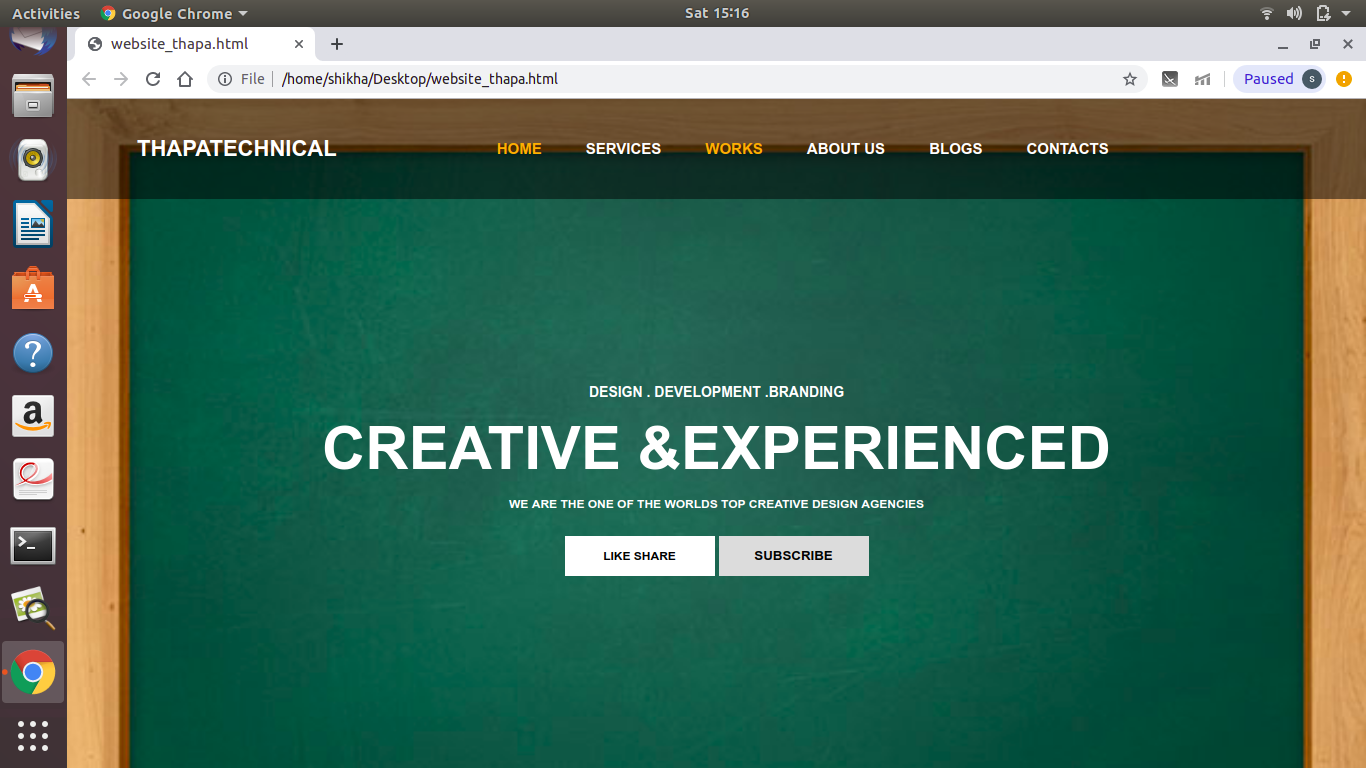 Activities Google Chrome Sat 15:16
website_thapa.html
File /home/shikha/Desktop/website_thapa.html Paused s
THAPATECHNICAL HOME SERVICES WORKS ABOUT US BLOGS CONTACTS
DESIGN . DEVELOPMENT .BRANDING
CREATIVE &EXPERIENCED
WE ARE THE ONE OF THE WORLDS TOP CREATIVE DESIGN AGENCIES
LIKE SHARE SUBSCRIBE